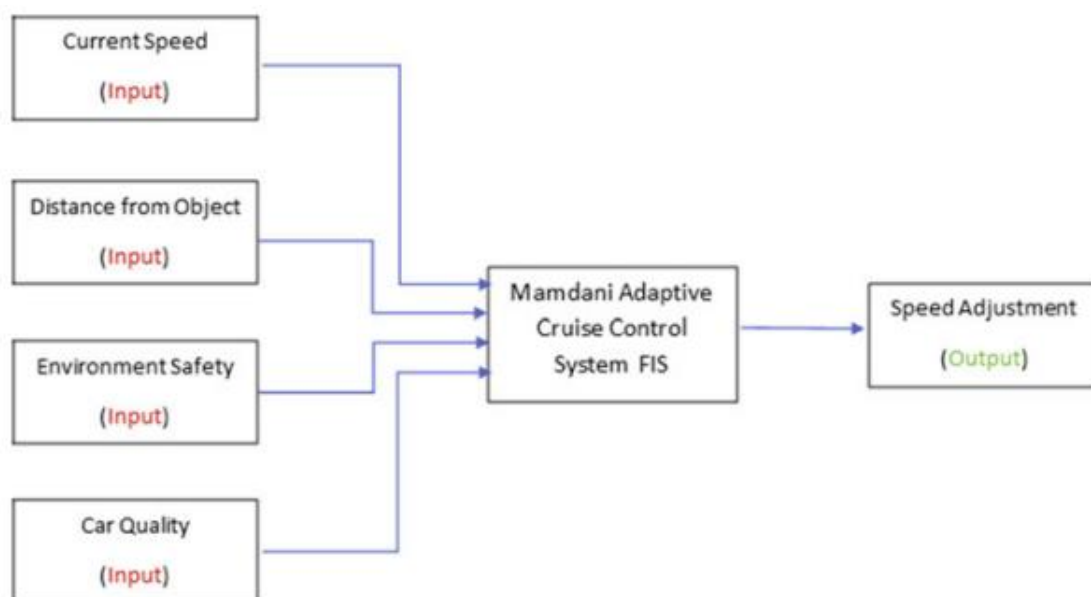 Current Speed
(Input)
Distance from Object
(Input)
Environment Safety
(Input)
Car Quality
(Input)
Mamdani Adaptive
Cruise Control
System FIS
Speed Adjustment
(Output)